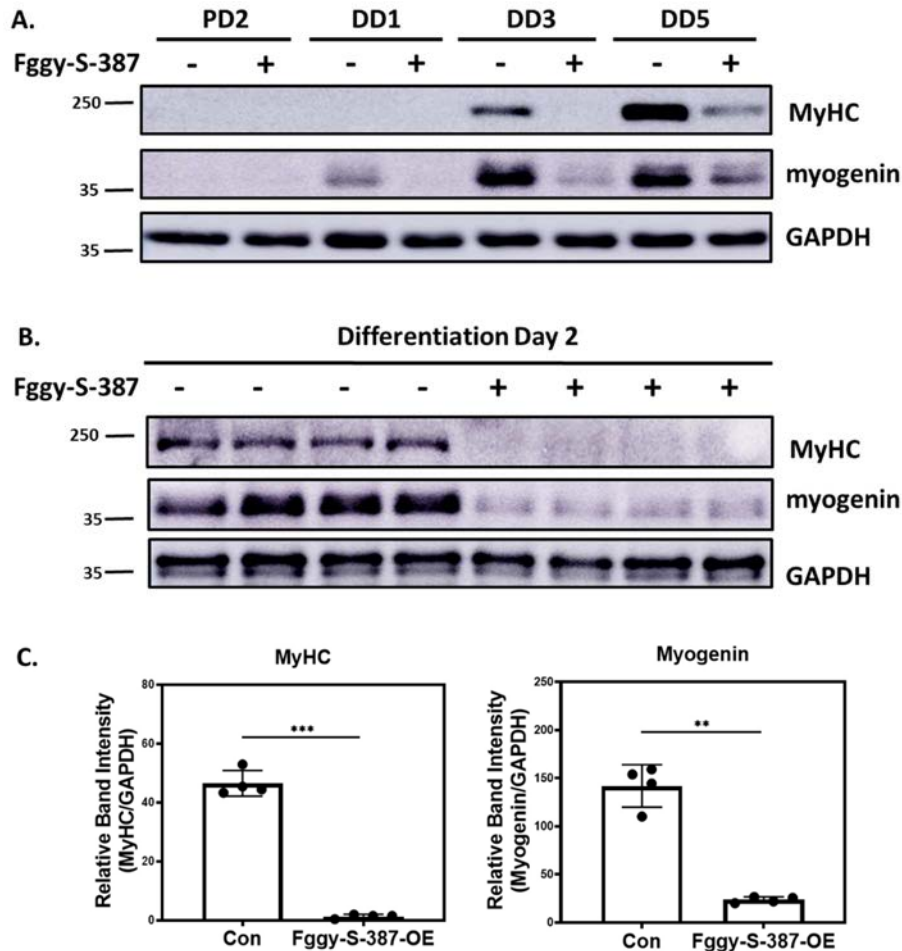 A.
PD2 DD1 DD3 DD5
Fggy-S-387 - + - + - + - +
250 MyHC
35 myogenin
35 GAPDH
B.
Differentiation Day 2
Fggy-S-387 - - - - + + + +
250 MyHC
35 myogenin
35 GAPDH
C.
MyHC
Relative Band Intensity
(MyHC/GAPDH)
80
60
40
20
0
***
Con Fggy-S-387-OE
Myogenin
Relative Band Intensity
(Myogenin/GAPDH)
250
200
150
100
50
0
**
Con Fggy-S-387-OE